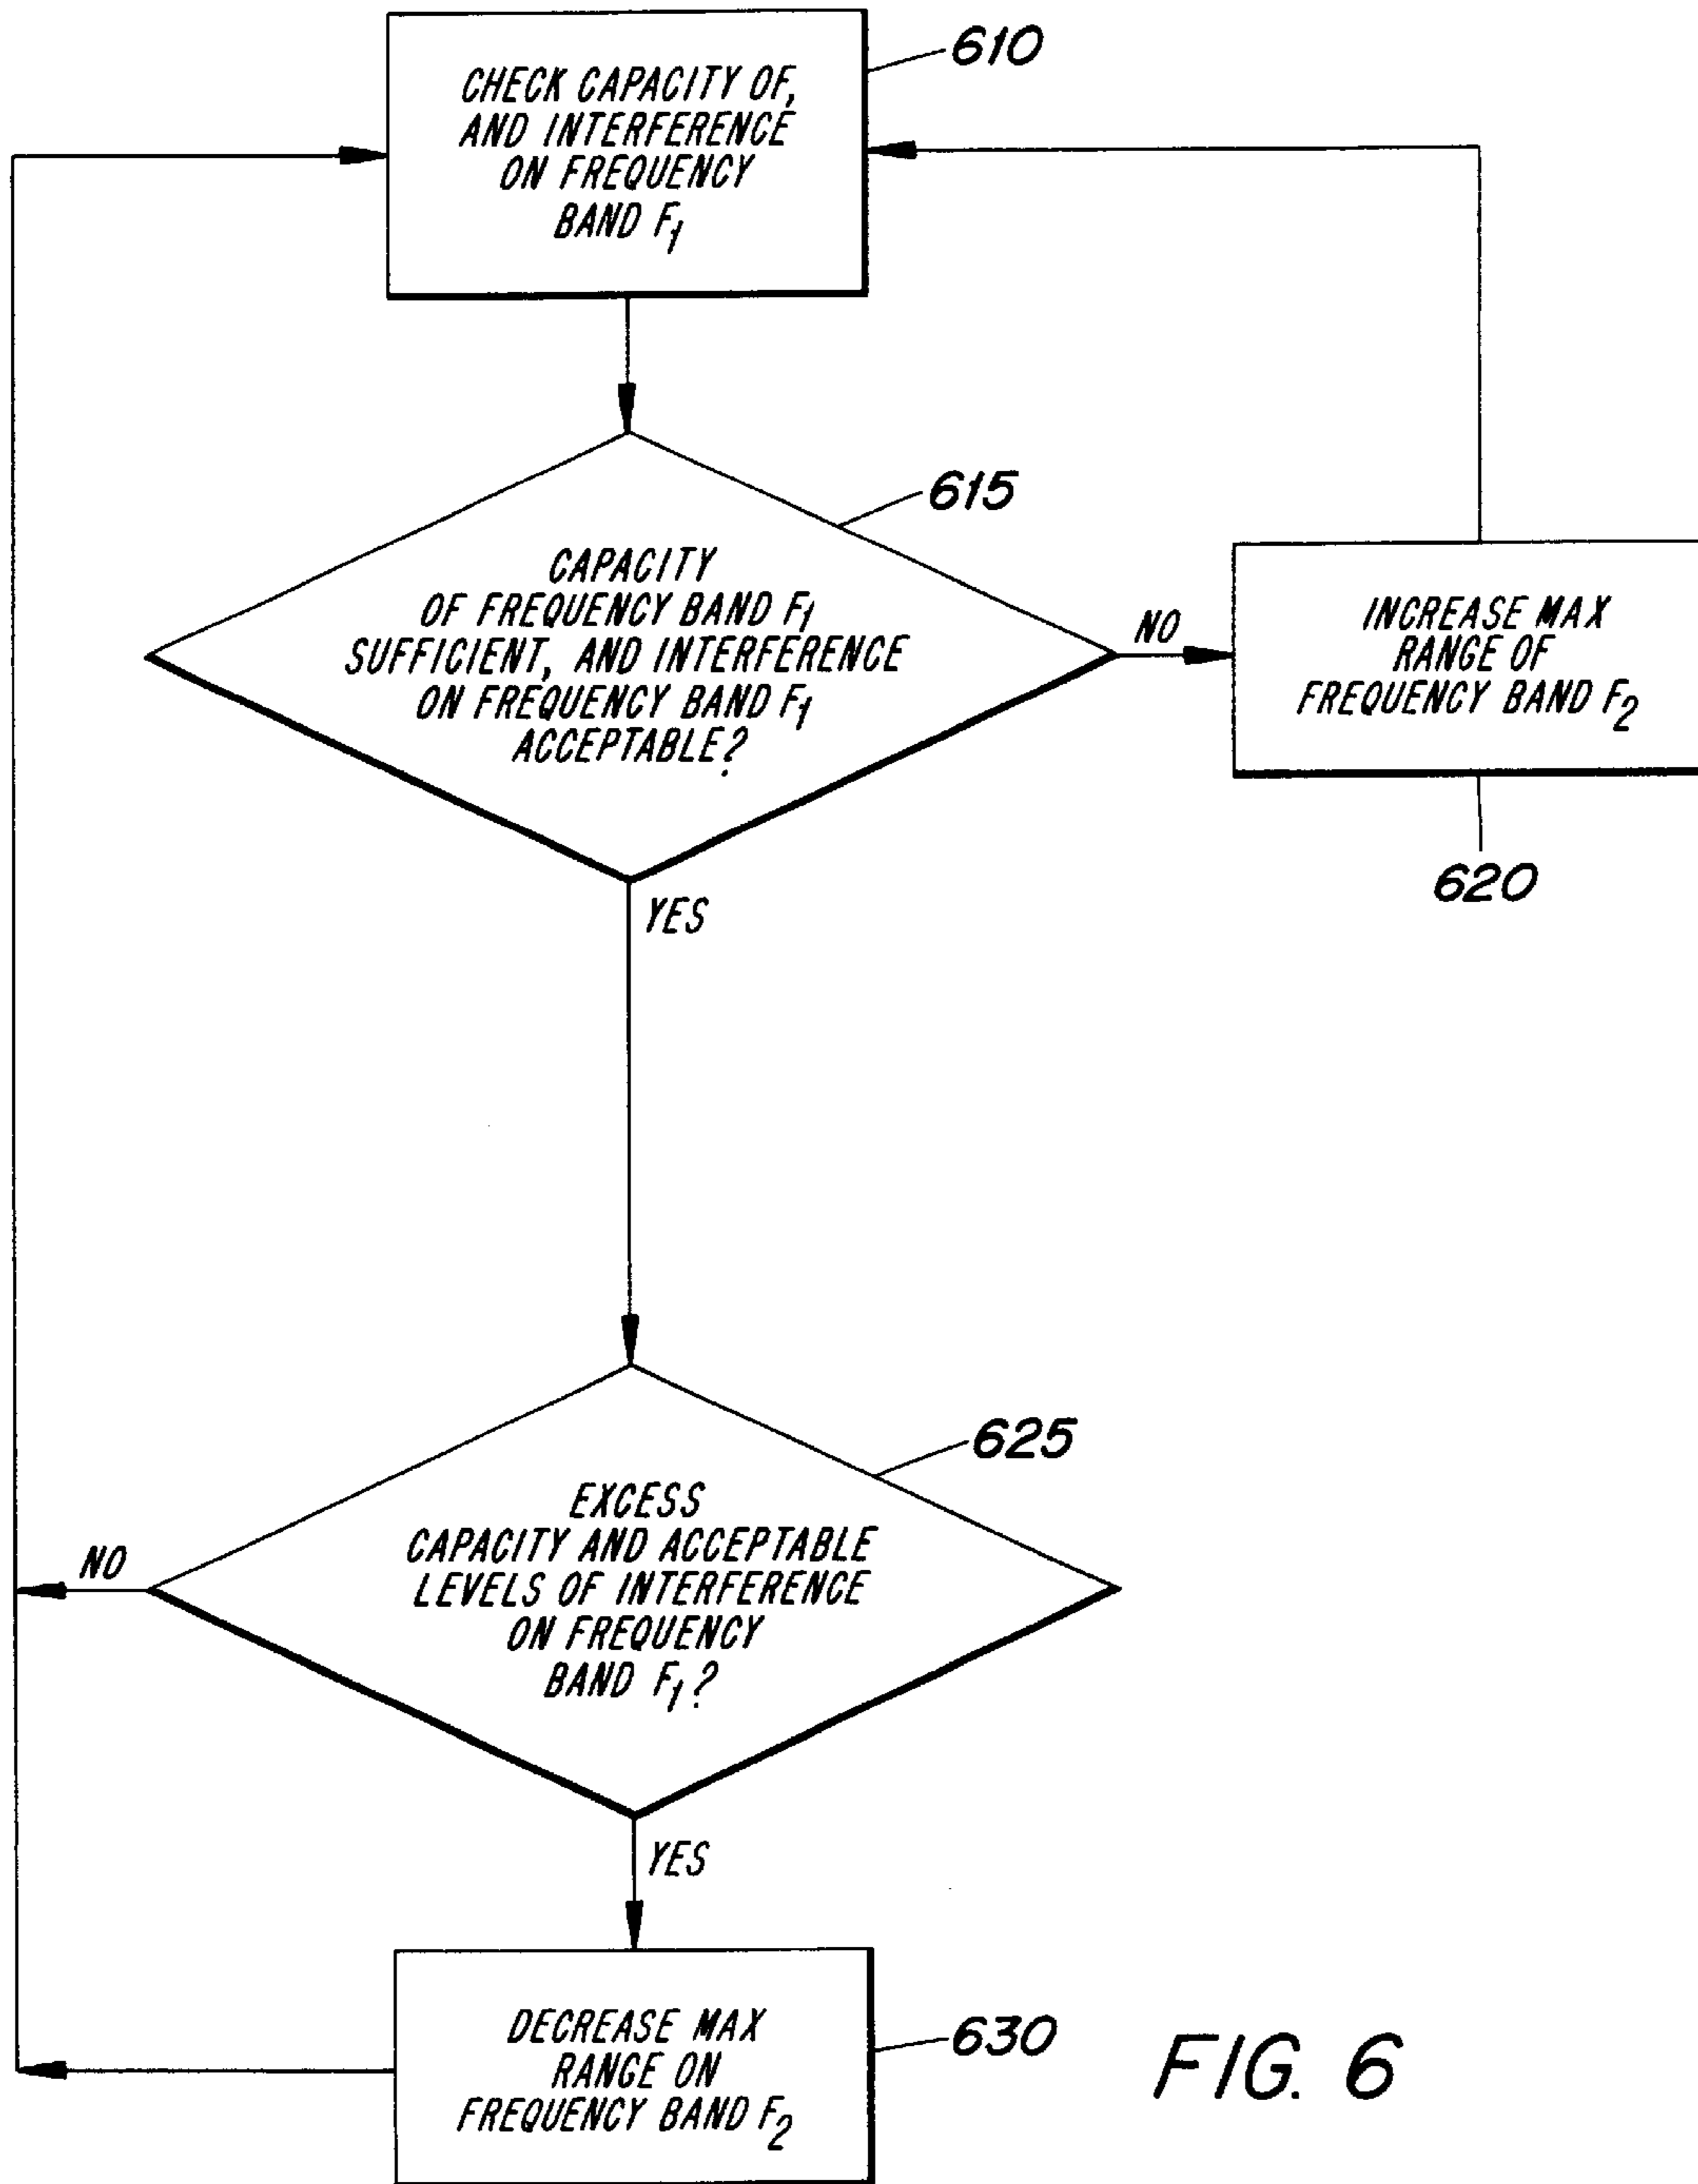 610
CHECK CAPACITY OF,
AND INTERFERENCE
ON FREQUENCY
BAND F1
615
CAPACITY
OF FREQUENCY BAND F1
SUFFICIENT, AND INTERFERENCE
ON FREQUENCY BAND F1
ACCEPTABLE?
NO
INCREASE MAX
RANGE OF
FREQUENCY BAND F2
620
YES
625
EXCESS
CAPACITY AND ACCEPTABLE
LEVELS OF INTERFERENCE
ON FREQUENCY
BAND F1?
NO
YES
DECREASE MAX
RANGE ON
FREQUENCY BAND F2
630
FIG. 6